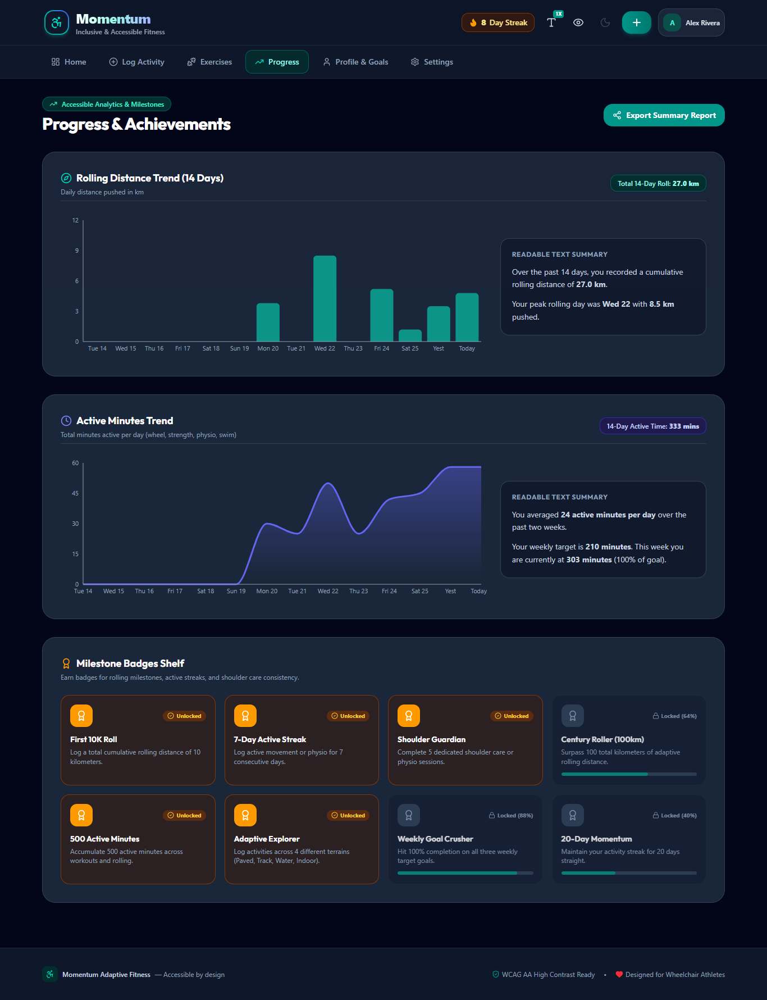 Momentum
Inclusive & Accessible Fitness
8 Day Streak
1X
A
Alex Rivera
Home
Log Activity
Exercises
Progress
Profile & Goals
Settings
Accessible Analytics & Milestones
Progress & Achievements
Export Summary Report
Rolling Distance Trend (14 Days)
Daily distance pushed in km
Total 14-Day Roll: 27.0 km
12
9
6
3
0
Tue 14
Wed 15
Thu 16
Fri 17
Sat 18
Sun 19
Mon 20
Tue 21
Wed 22
Thu 23
Fri 24
Sat 25
Yest
Today
READABLE TEXT SUMMARY
Over the past 14 days, you recorded a cumulative
rolling distance of 27.0 km.
Your peak rolling day was Wed 22 with 8.5 km
pushed.
Active Minutes Trend
Total minutes active per day (wheel, strength, physio, swim)
14-Day Active Time: 333 mins
60
45
30
15
0
Tue 14
Wed 15
Thu 16
Fri 17
Sat 18
Sun 19
Mon 20
Tue 21
Wed 22
Thu 23
Fri 24
Sat 25
Yest
Today
READABLE TEXT SUMMARY
You averaged 24 active minutes per day over the
past two weeks.
Your weekly target is 210 minutes. This week you
are currently at 303 minutes (100% of goal).
Milestone Badges Shelf
Earn badges for rolling milestones, active streaks, and shoulder care consistency.
Unlocked
First 10K Roll
Log a total cumulative rolling distance of 10
kilometers.
Unlocked
7-Day Active Streak
Log active movement or physio for 7
consecutive days.
Unlocked
Shoulder Guardian
Complete 5 dedicated shoulder care or
physio sessions.
Locked (64%)
Century Roller (100km)
Surpass 100 total kilometers of adaptive
rolling distance.
Unlocked
500 Active Minutes
Accumulate 500 active minutes across
workouts and rolling.
Unlocked
Adaptive Explorer
Log activities across 4 different terrains
(Paved, Track, Water, Indoor).
Locked (88%)
Weekly Goal Crusher
Hit 100% completion on all three weekly
target goals.
Locked (40%)
20-Day Momentum
Maintain your activity streak for 20 days
straight.
Momentum Adaptive Fitness — Accessible by design
WCAG AA High Contrast Ready • Designed for Wheelchair Athletes